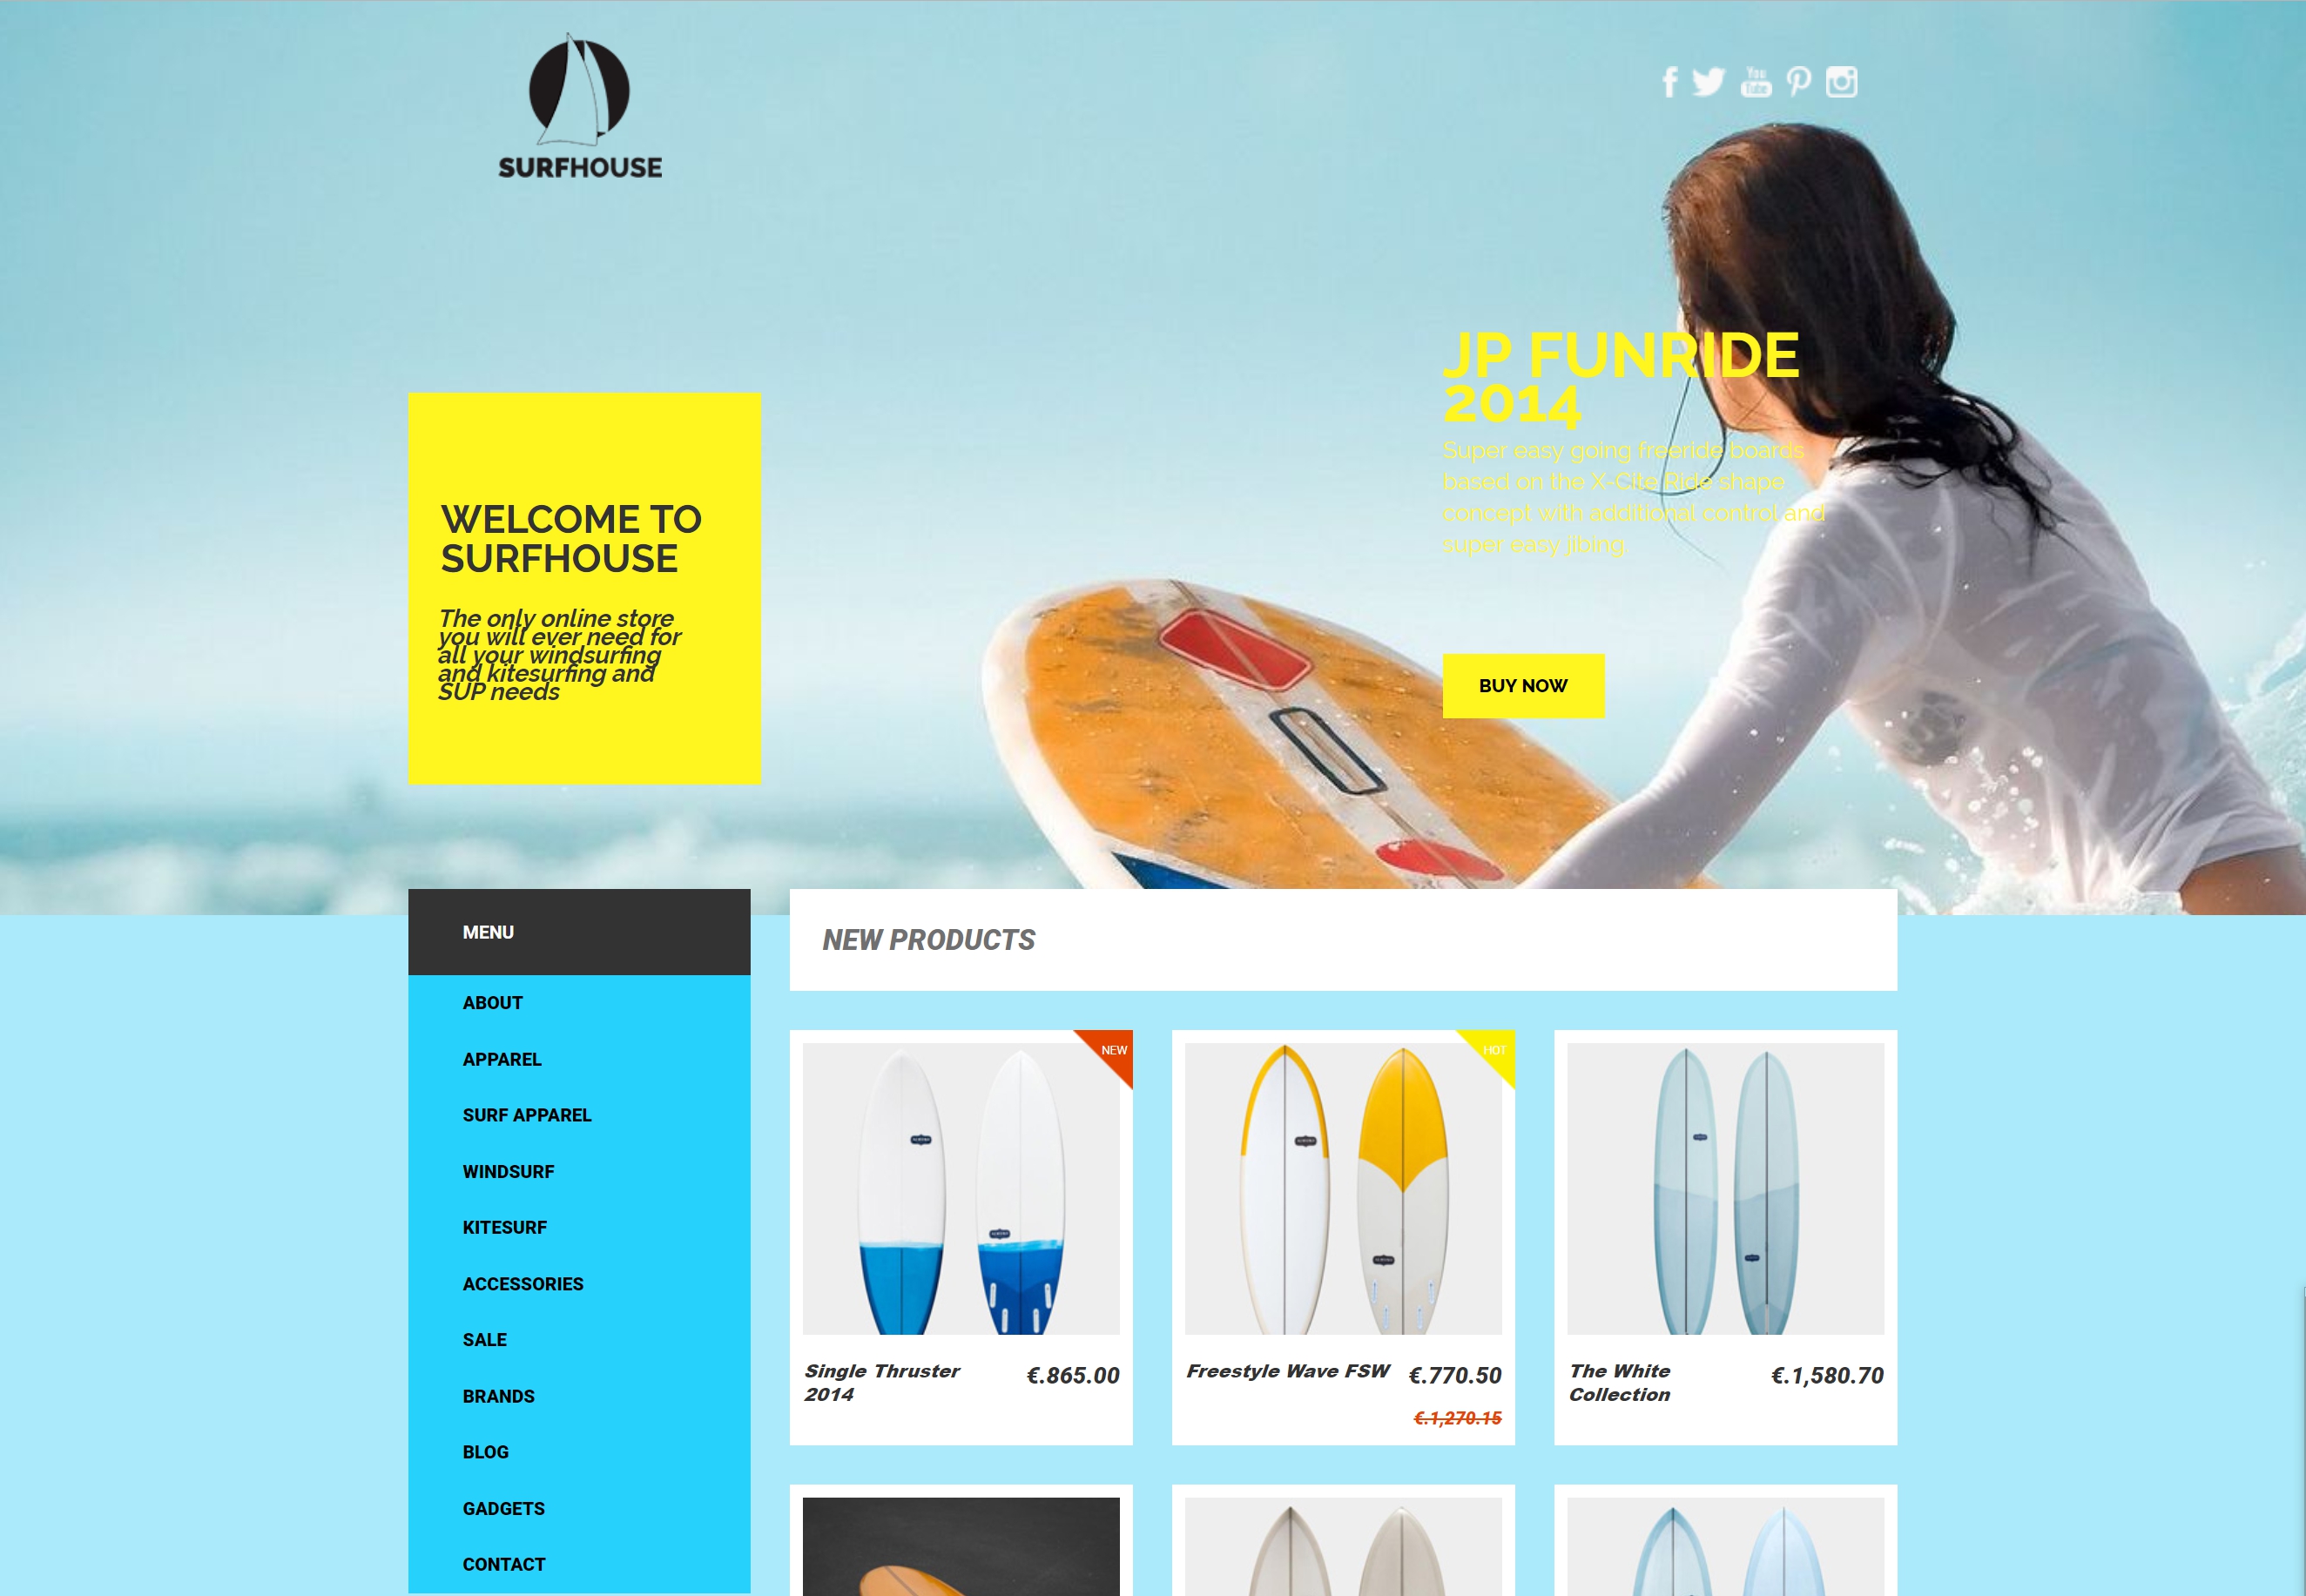 SURFHOUSE
You
Tube
JP FUNRIDE
2014
Super easy going freeride boards
based on the X-Cite Ride shape
concept with additional control and
super easy jibing.
BUY NOW
WELCOME TO
SURFHOUSE
The only online store
you will ever need for
all your windsurfing
and kitesurfing and
SUP needs
MENU
ABOUT
APPAREL
SURF APPAREL
WINDSURF
KITESURF
ACCESSORIES
SALE
BRANDS
BLOG
GADGETS
CONTACT
NEW PRODUCTS
NEW
Single Thruster
2014
€.865.00
HOT
Freestyle Wave FSW
€.770.50
€.1,270.15
The White
Collection
€.1,580.70